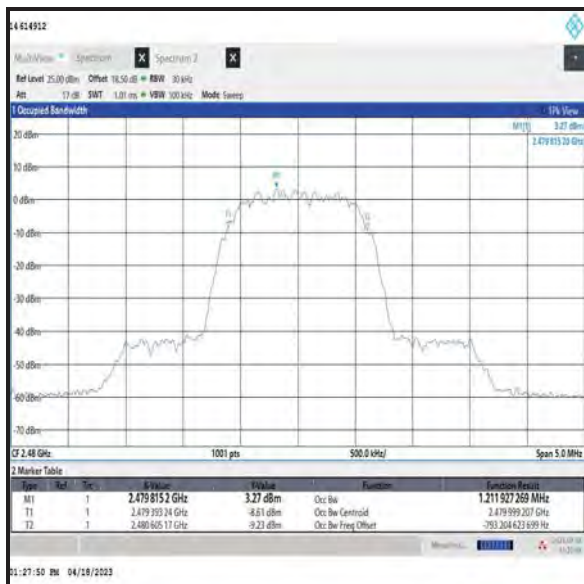 14 614912
MultiView Spectrum X Spectrum 2 X
Ref Level 25.00 dBm Offset 18.50 dB RBW 30 kHz
Att 17 dB SWT 1.01 ms VBW 100 kHz Mode Sweep
1 Occupied Bandwidth 1Pk View
M1[1] 3.27 dBm
2.479 815 20 GHz
20 dBm
10 dBm
M1
0 dBm
-10 dBm
-20 dBm
-30 dBm
-40 dBm
-50 dBm
-60 dBm
-70 dBm
CF 2.48 GHz 1001 pts 500.0 kHz/ Span 5.0 MHz
2 Marker Table
Type Ref Trc X-Value Y-Value Function Function Result
M1 1 2.479 815 2 GHz 3.27 dBm Occ Bw 1.211 927 269 MHz
T1 1 2.479 393 24 GHz -8.61 dBm Occ Bw Centroid 2.479 999 207 GHz
T2 1 2.480 605 17 GHz -9.23 dBm Occ Bw Freq Offset -793.204 623 699 Hz
01:27:50 PM 04/18/2023